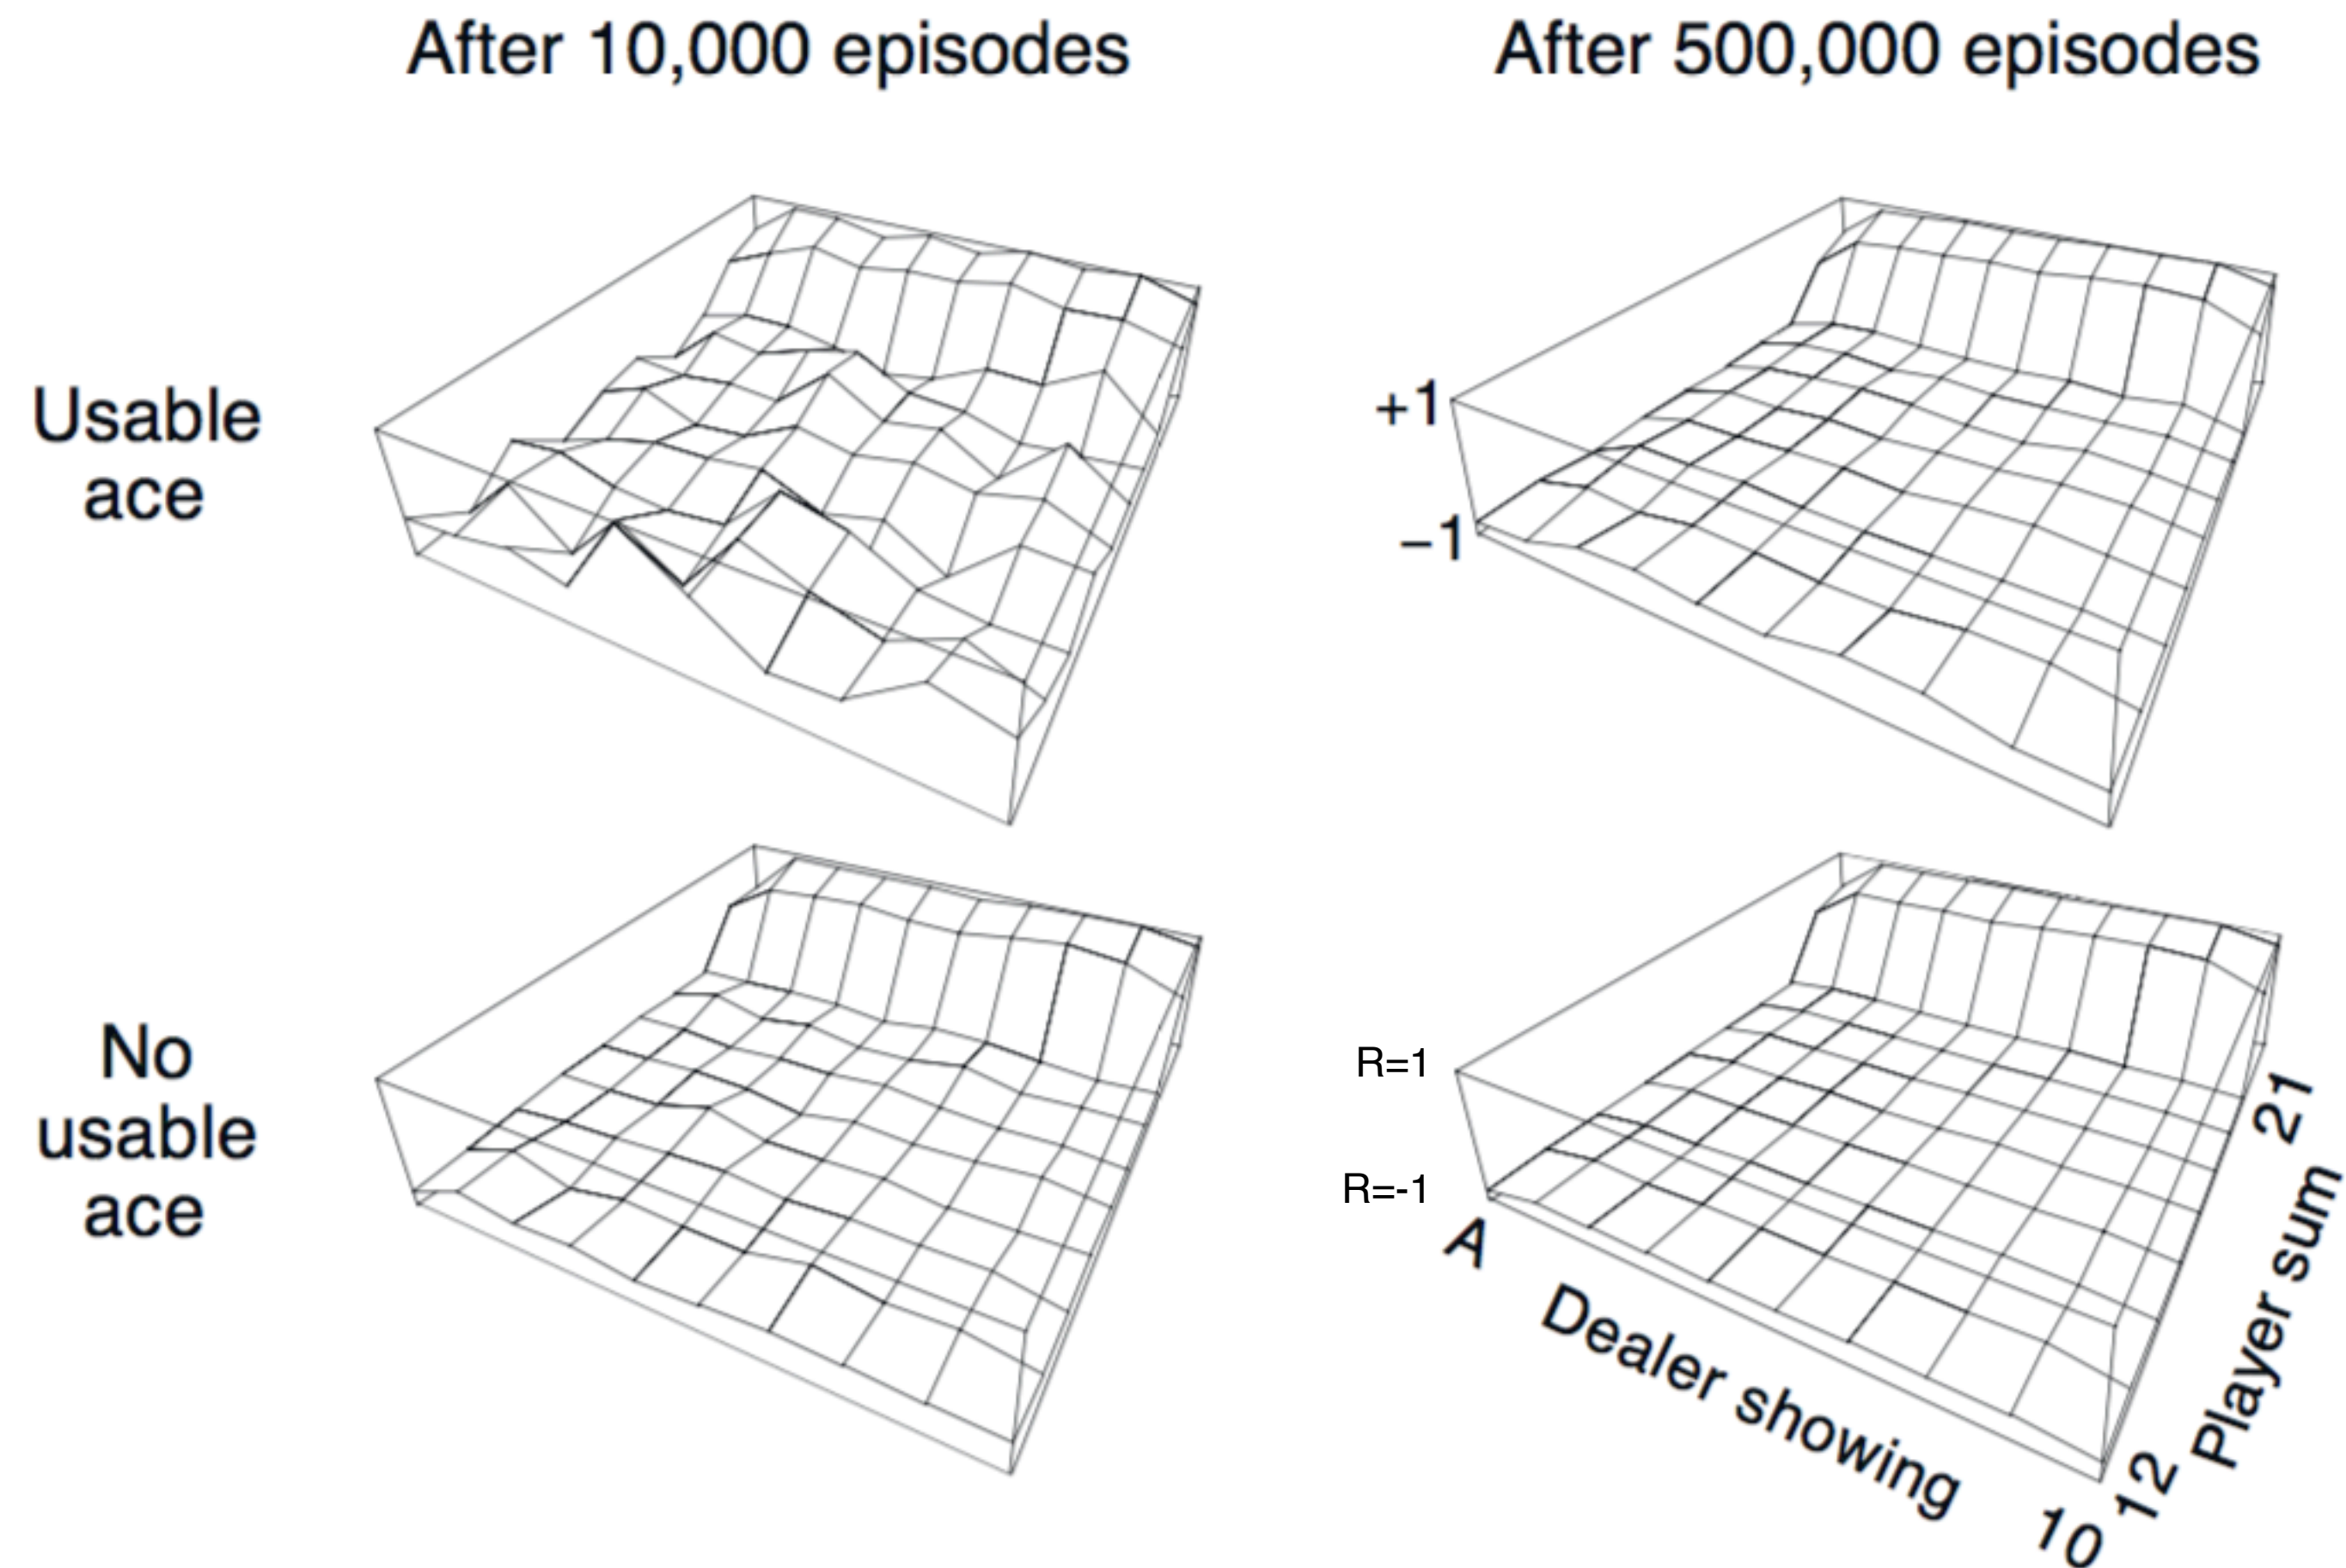 After 10,000 episodes
After 500,000 episodes
Usable
ace
+1
−1
No
usable
ace
R=1
R=-1
A
Dealer showing
10
12
Player sum
21